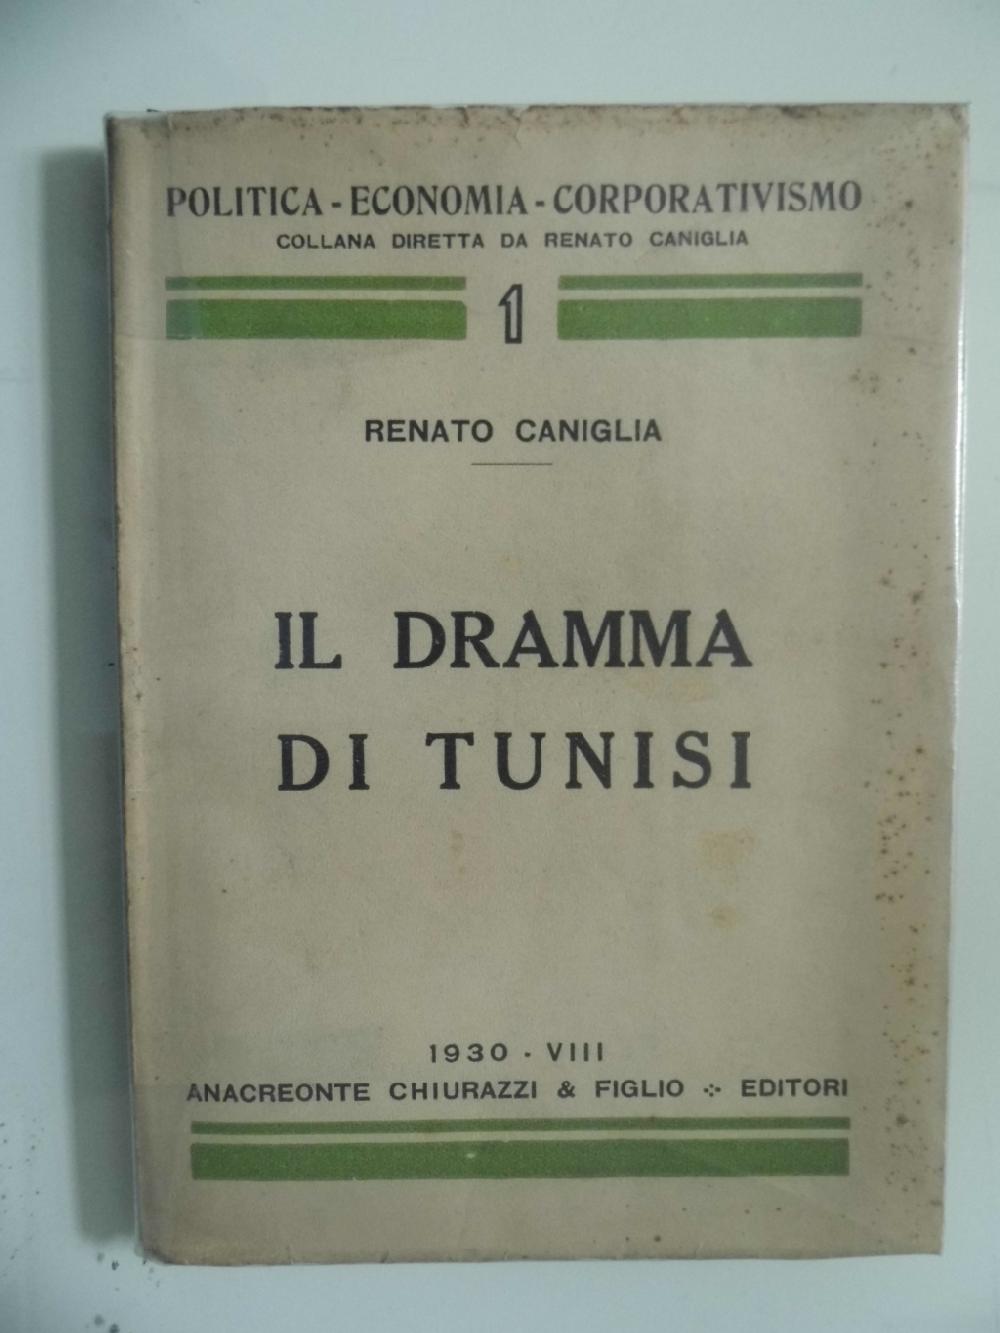 POLITICA - ECONOMIA - CORPORATIVISMO
COLLANA DIRETTA DA RENATO CANIGLIA
1
RENATO CANIGLIA
IL DRAMMA
DI TUNISI
1930 - VIII
ANACREONTE CHIURAZZI & FIGLIO ⁘ EDITORI